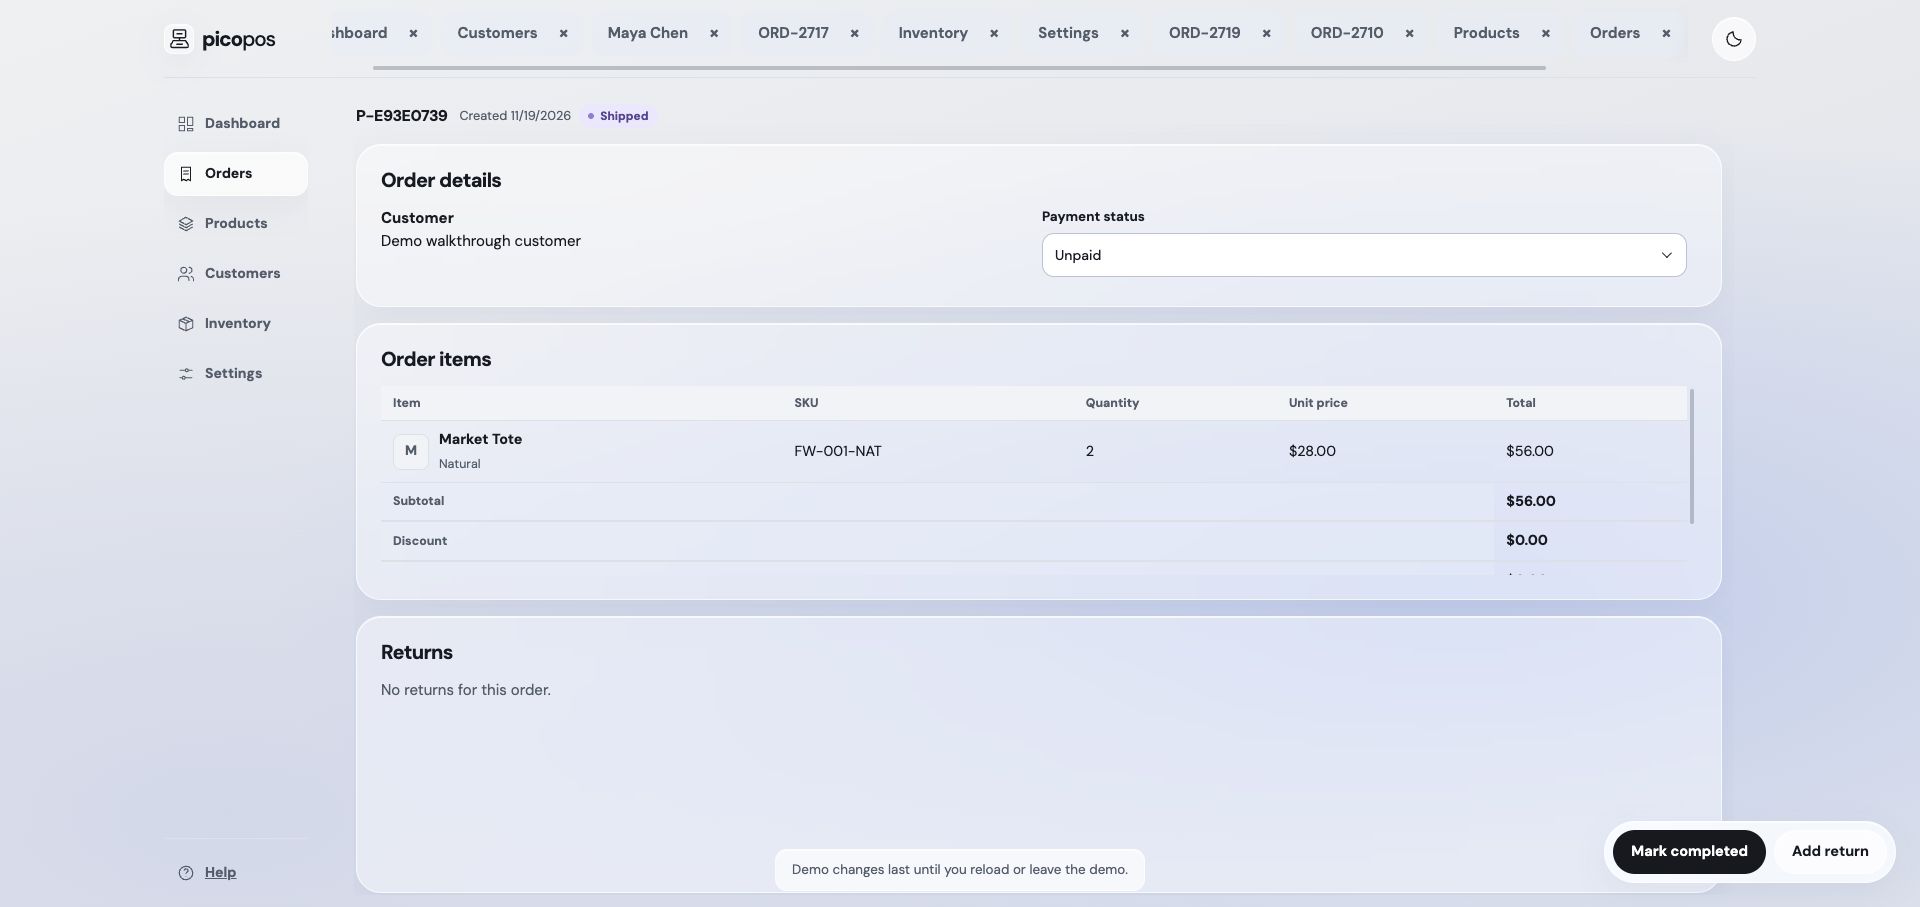 picopos
shboard × Customers × Maya Chen × ORD-2717 × Inventory × Settings × ORD-2719 × ORD-2710 × Products × Orders ×
Dashboard
Orders
Products
Customers
Inventory
Settings
Help
P-E93E0739 Created 11/19/2026 Shipped
Order details
Customer
Demo walkthrough customer
Payment status
Unpaid
Order items
Item SKU Quantity Unit price Total
M Market Tote FW-001-NAT 2 $28.00 $56.00
Natural
Subtotal $56.00
Discount $0.00
Returns
No returns for this order.
Demo changes last until you reload or leave the demo.
Mark completed Add return